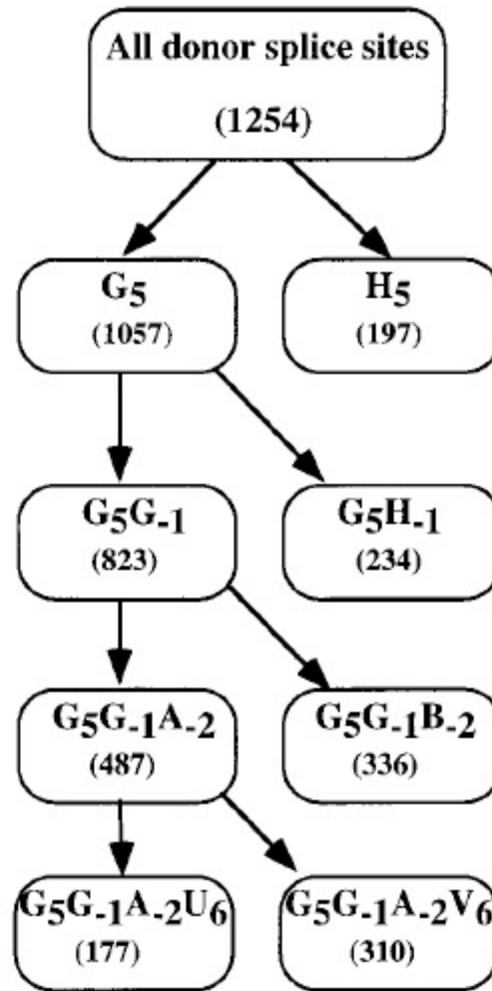 All donor splice sites
(1254)
G5 H5
(1057) (197)
G5G-1 G5H-1
(823) (234)
G5G-1A-2 G5G-1B-2
(487) (336)
G5G-1A-2U6 G5G-1A-2V6
(177) (310)